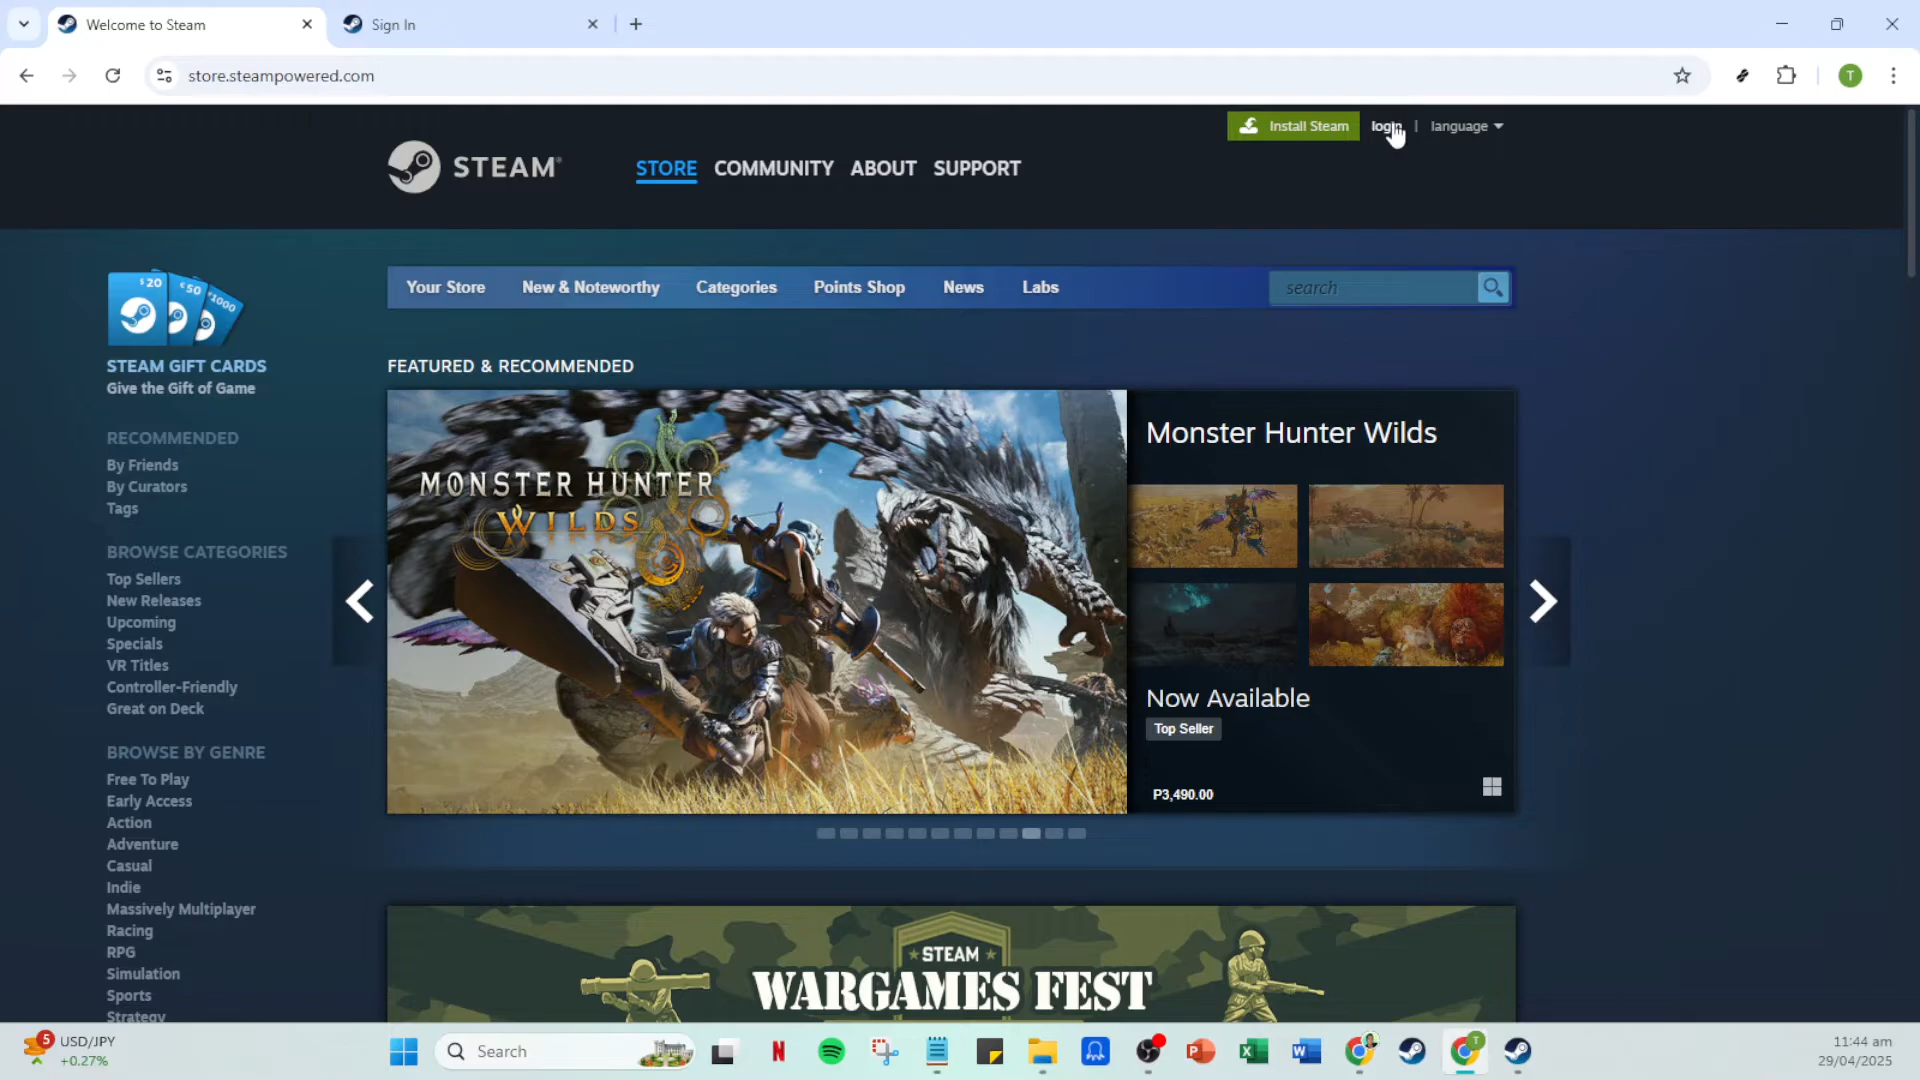 Welcome to Steam
Sign In
store.steampowered.com
T
Install Steam
login | language
STEAM®
STORE COMMUNITY ABOUT SUPPORT
$20 €50 ¥1000
STEAM GIFT CARDS
Give the Gift of Game
Your Store New & Noteworthy Categories Points Shop News Labs
search
RECOMMENDED
By Friends
By Curators
Tags
BROWSE CATEGORIES
Top Sellers
New Releases
Upcoming
Specials
VR Titles
Controller-Friendly
Great on Deck
BROWSE BY GENRE
Free To Play
Early Access
Action
Adventure
Casual
Indie
Massively Multiplayer
Racing
RPG
Simulation
Sports
Strategy
FEATURED & RECOMMENDED
MONSTER HUNTER
WILDS
Monster Hunter Wilds
Now Available
Top Seller
P3,490.00
STEAM
WARGAMES FEST
5
USD/JPY
+0.27%
Search
11:44 am
29/04/2025